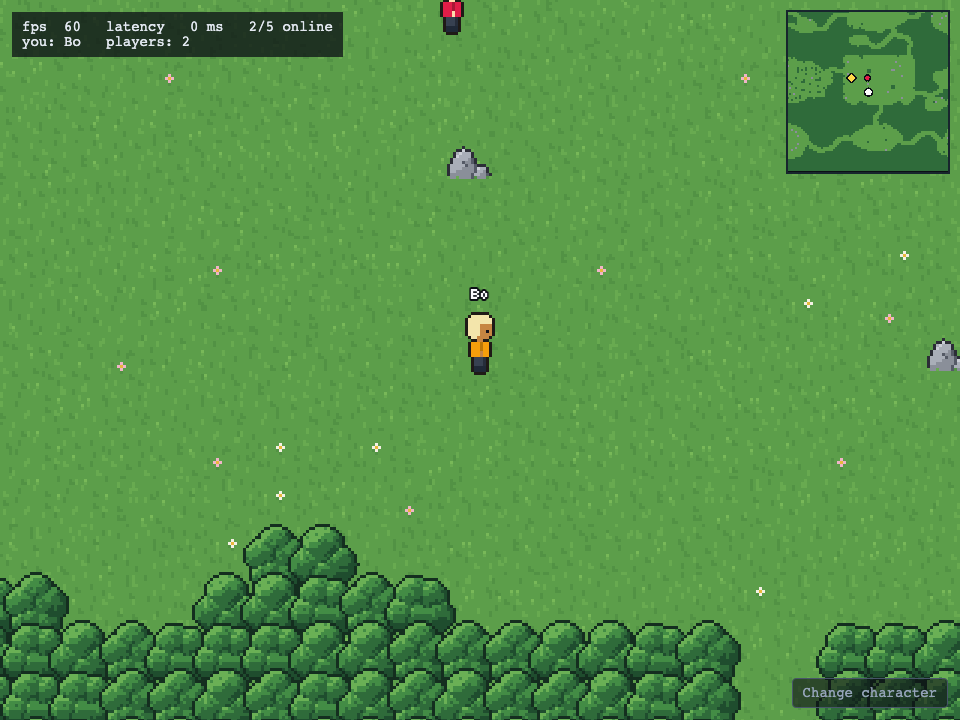 fps  60   latency   0 ms   2/5 online
you: Bo   players: 2
Bo
Change character